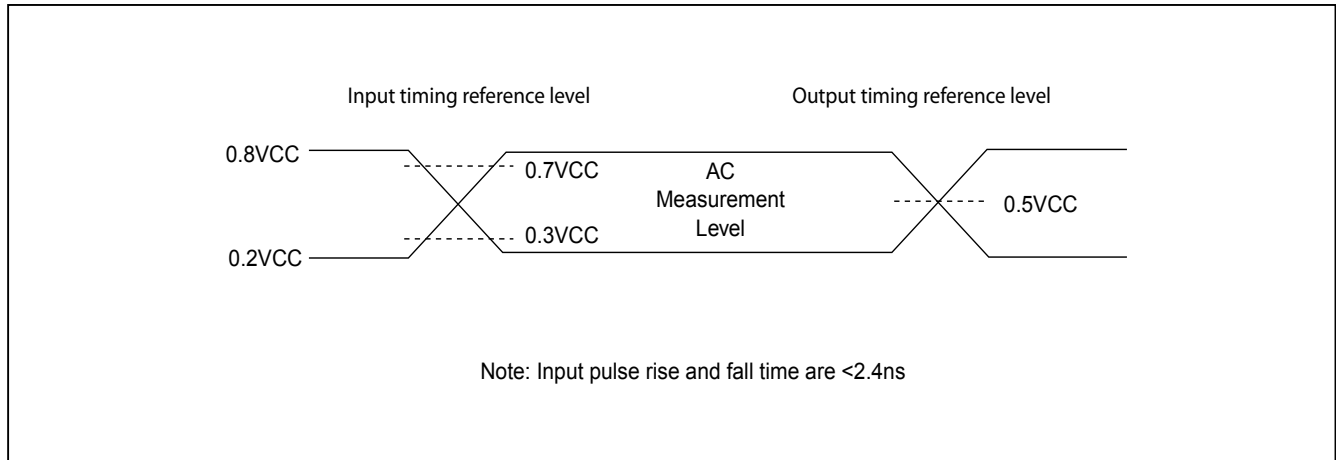 Input timing reference level
Output timing reference level
0.8VCC
0.7VCC
AC
Measurement
Level
0.5VCC
0.3VCC
0.2VCC
Note: Input pulse rise and fall time are <2.4ns